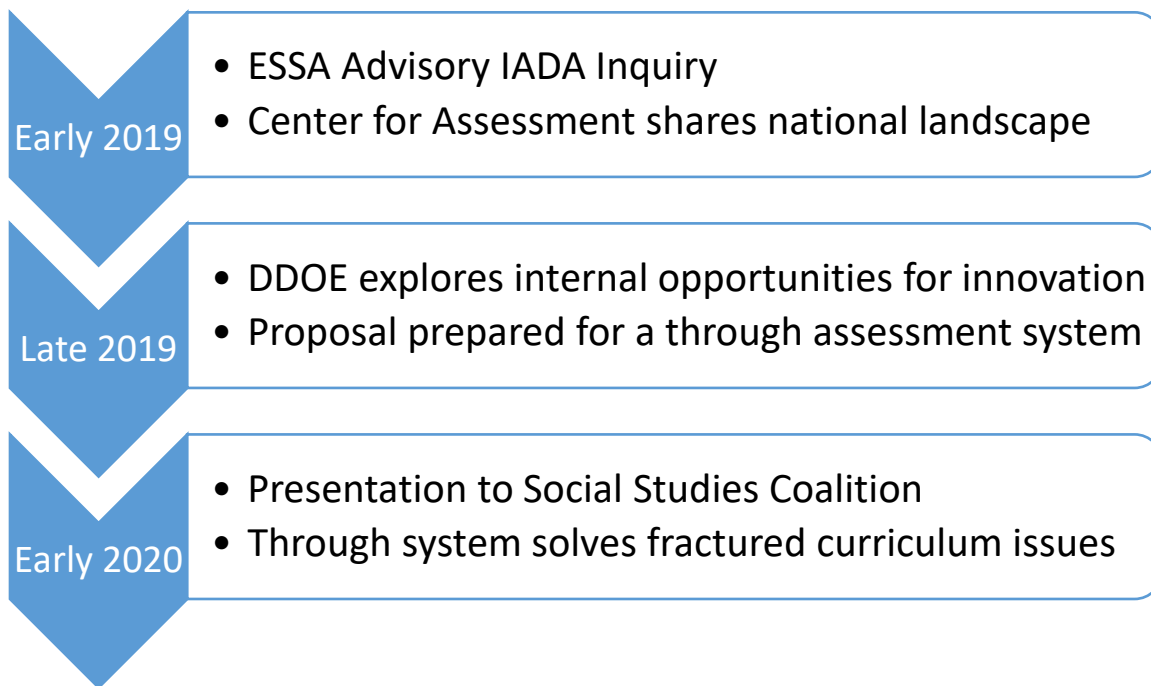 Early 2019
• ESSA Advisory IADA Inquiry
• Center for Assessment shares national landscape
Late 2019
• DDOE explores internal opportunities for innovation
• Proposal prepared for a through assessment system
Early 2020
• Presentation to Social Studies Coalition
• Through system solves fractured curriculum issues